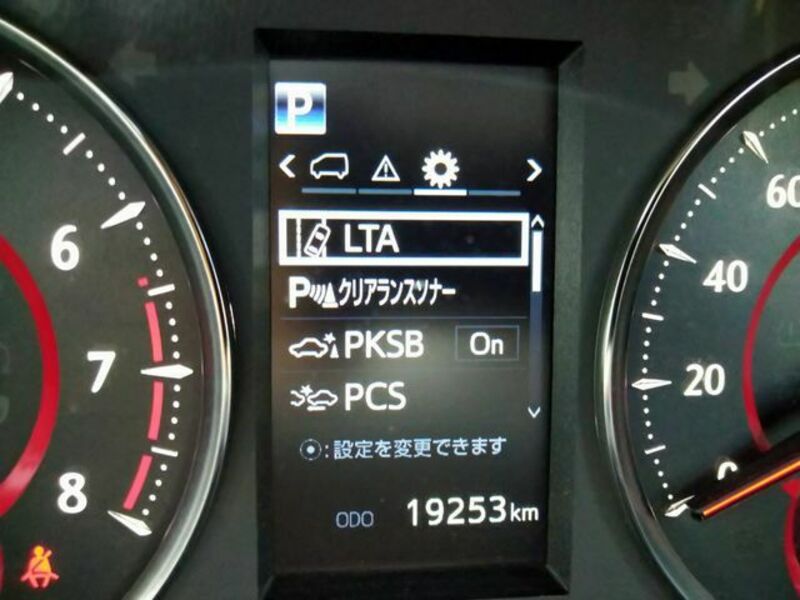 P
LTA
Pクリアランスソナー
PKSB On
PCS
:設定を変更できます
ODO 19253km
6
7
8
60
40
20
0